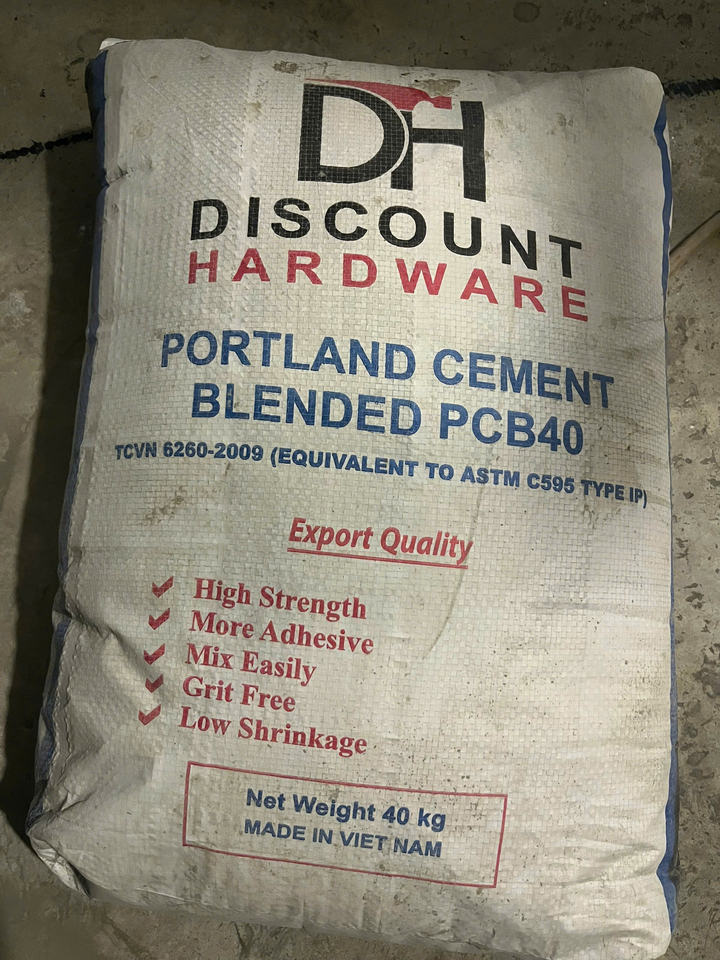 DH
DISCOUNT
HARDWARE
PORTLAND CEMENT
BLENDED PCB40
TCVN 6260-2009 (EQUIVALENT TO ASTM C595 TYPE IP)
Export Quality
High Strength
More Adhesive
Mix Easily
Grit Free
Low Shrinkage
Net Weight 40 kg
MADE IN VIET NAM